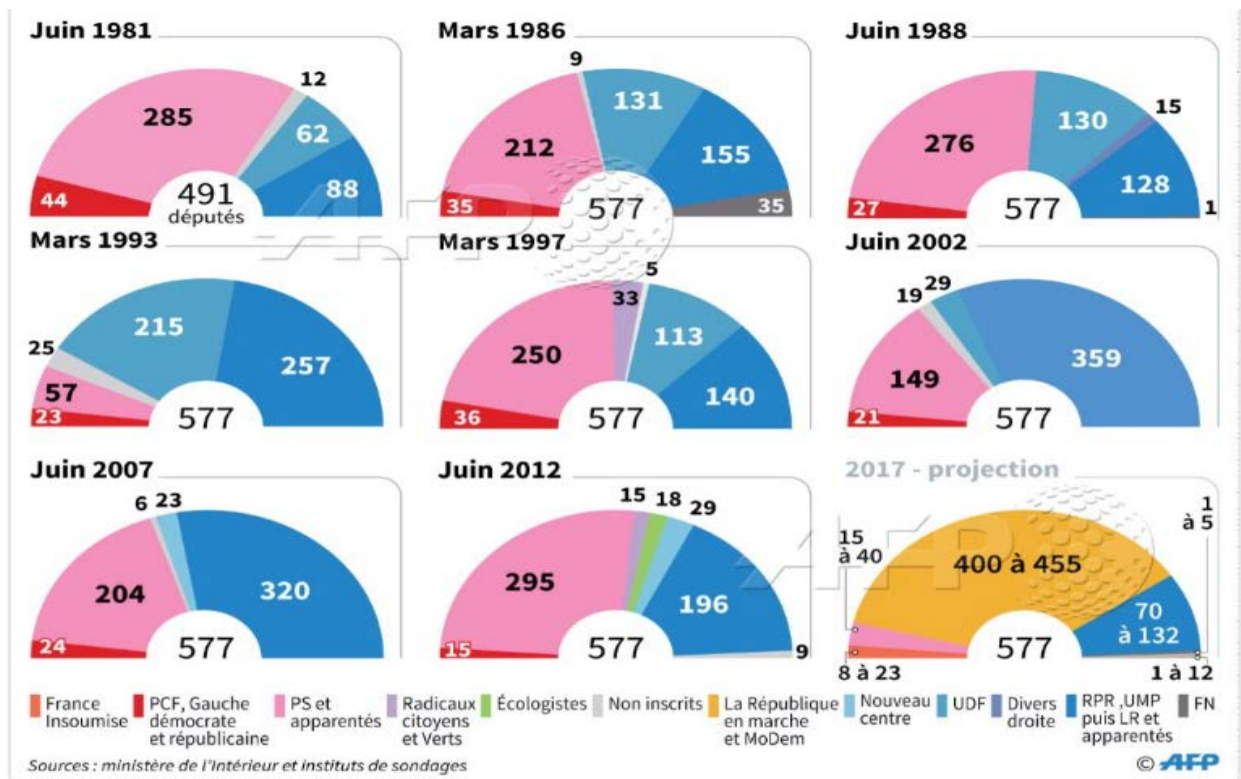 Juin 1981
44
285
12
62
88
491
députés
Mars 1986
35
212
9
131
155
35
577
Juin 1988
27
276
130
15
128
1
577
Mars 1993
23
57
25
215
257
577
Mars 1997
36
250
33
5
113
140
577
Juin 2002
21
149
19
29
359
577
Juin 2007
24
204
6
23
320
577
Juin 2012
15
295
15
18
29
196
9
577
2017 - projection
8 à 23
15
à 40
400 à 455
70
à 132
1
à 5
1 à 12
577
France
Insoumise
PCF, Gauche
démocrate
et républicaine
PS et
apparentés
Radicaux
citoyens
et Verts
Écologistes
Non inscrits
La République
en marche
et MoDem
Nouveau
centre
UDF
Divers
droite
RPR ,UMP
puis LR et
apparentés
FN
Sources : ministère de l'Intérieur et instituts de sondages
© AFP
AFP
AFP